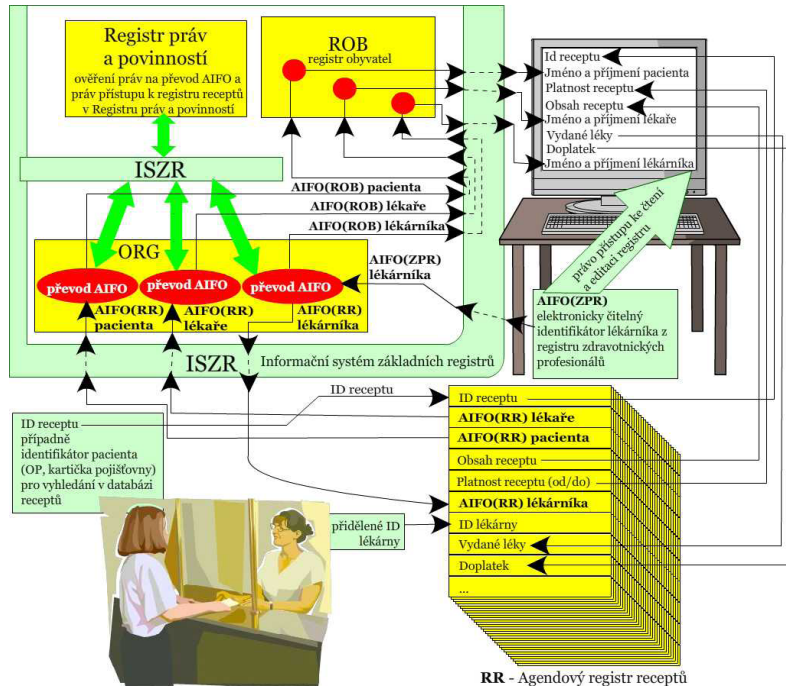 Registr práv
a povinností
ověření práv na převod AIFO a
práv přístupu k registru receptů
v Registru práv a povinností
ROB
registr obyvatel
Id receptu
Jméno a příjmení pacienta
Platnost receptu
Obsah receptu
Jméno a příjmení lékaře
Vydané léky
Doplatek
Jméno a příjmení lékárníka
ISZR
AIFO(ROB) pacienta
AIFO(ROB) lékaře
AIFO(ROB) lékárníka
ORG
převod AIFO
převod AIFO
převod AIFO
AIFO(RR)
pacienta
AIFO(RR)
lékaře
AIFO(RR)
lékárníka
AIFO(ZPR)
lékárníka
právo přístupu ke čtení
a editaci registru
AIFO(ZPR)
elektronicky čitelný
identifikátor lékárníka z
registru zdravotnických
profesionálů
ISZR
Informační systém základních registrů
ID receptu
ID receptu
případně
identifikátor pacienta
(OP, kartička pojišťovny)
pro vyhledání v databázi
receptů
ID receptu
AIFO(RR) lékaře
AIFO(RR) pacienta
Obsah receptu
Platnost receptu (od/do)
AIFO(RR) lékárníka
ID lékárny
Vydané léky
Doplatek
...
přidělené ID
lékárny
RR - Agendový registr receptů